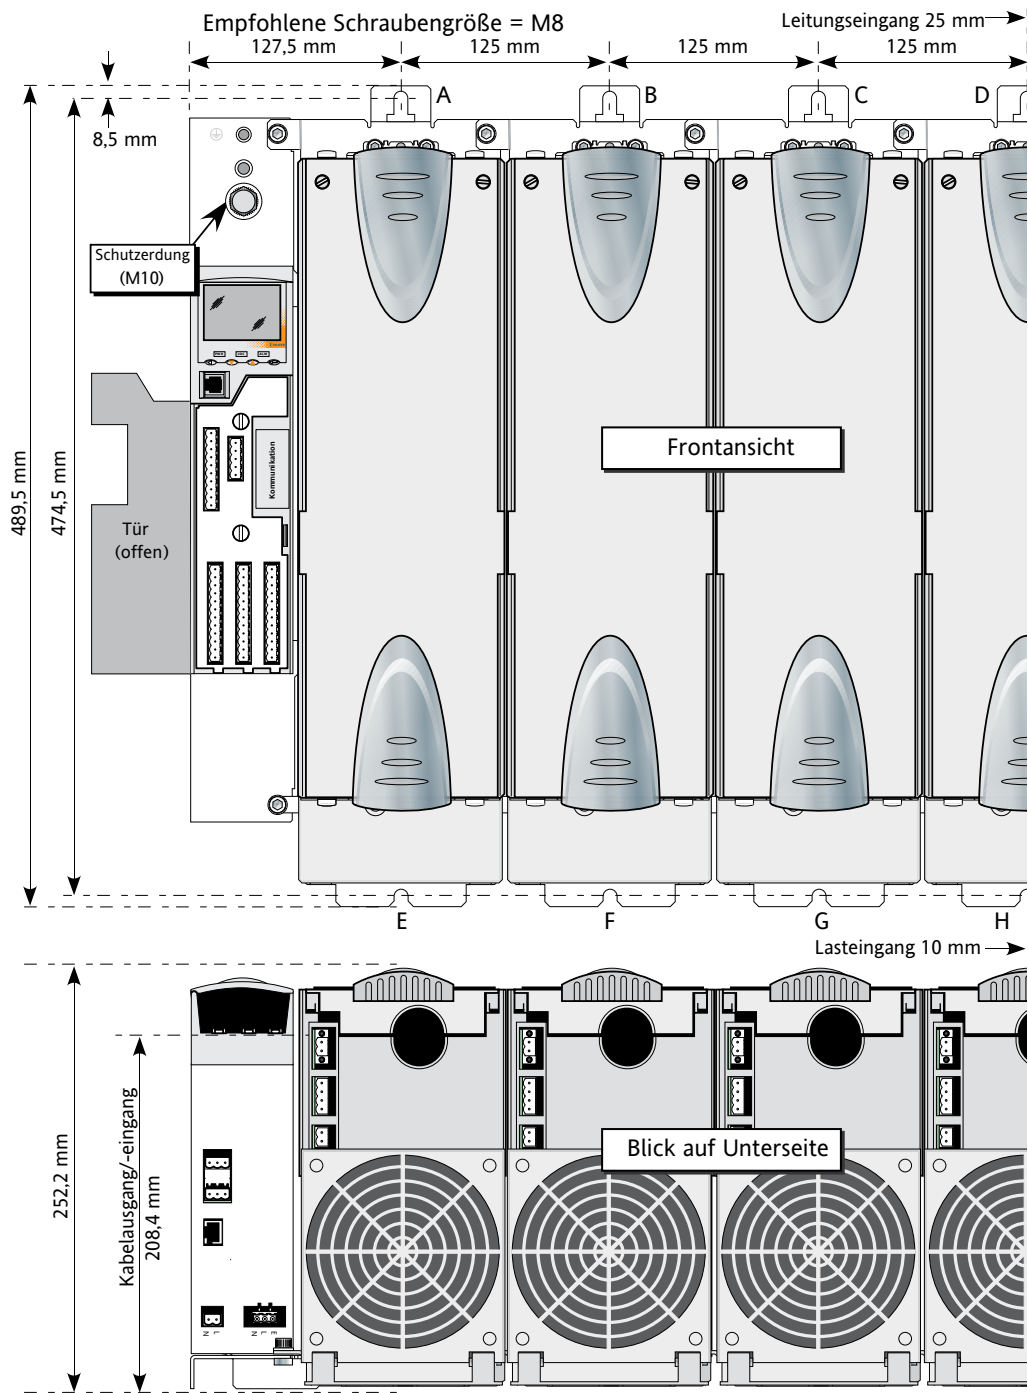 Empfohlene Schraubengröße = M8
Leitungseingang 25 mm
127,5 mm
125 mm
125 mm
125 mm
A
B
C
D
8,5 mm
Schutzerdung
(M10)
489,5 mm
474,5 mm
Kommunikation
Frontansicht
Tür
(offen)
E
F
G
H
Lasteingang 10 mm
252,2 mm
Kabelausgang/-eingang
208,4 mm
Blick auf Unterseite
N L
N L E